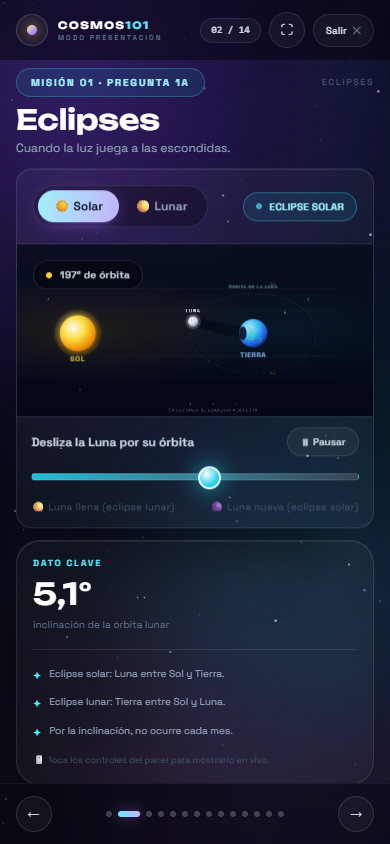 COSMOS101
MODO PRESENTACIÓN
02 / 14
Salir ×
MISIÓN 01 · PREGUNTA 1A
ECLIPSES
Eclipses
Cuando la luz juega a las escondidas.
Solar
Lunar
ECLIPSE SOLAR
197° de órbita
ÓRBITA DE LA LUNA
LUNA
SOL
TIERRA
Desliza la Luna por su órbita
Pausar
Luna llena (eclipse lunar)
Luna nueva (eclipse solar)
DATO CLAVE
5,1°
inclinación de la órbita lunar
Eclipse solar: Luna entre Sol y Tierra.
Eclipse lunar: Tierra entre Sol y Luna.
Por la inclinación, no ocurre cada mes.
Toca los controles del panel para mostrarlo en vivo.